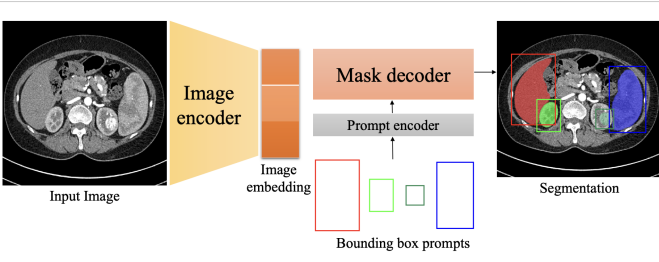 Input Image
Image
encoder
Image
embedding
Mask decoder
Prompt encoder
Bounding box prompts
Segmentation